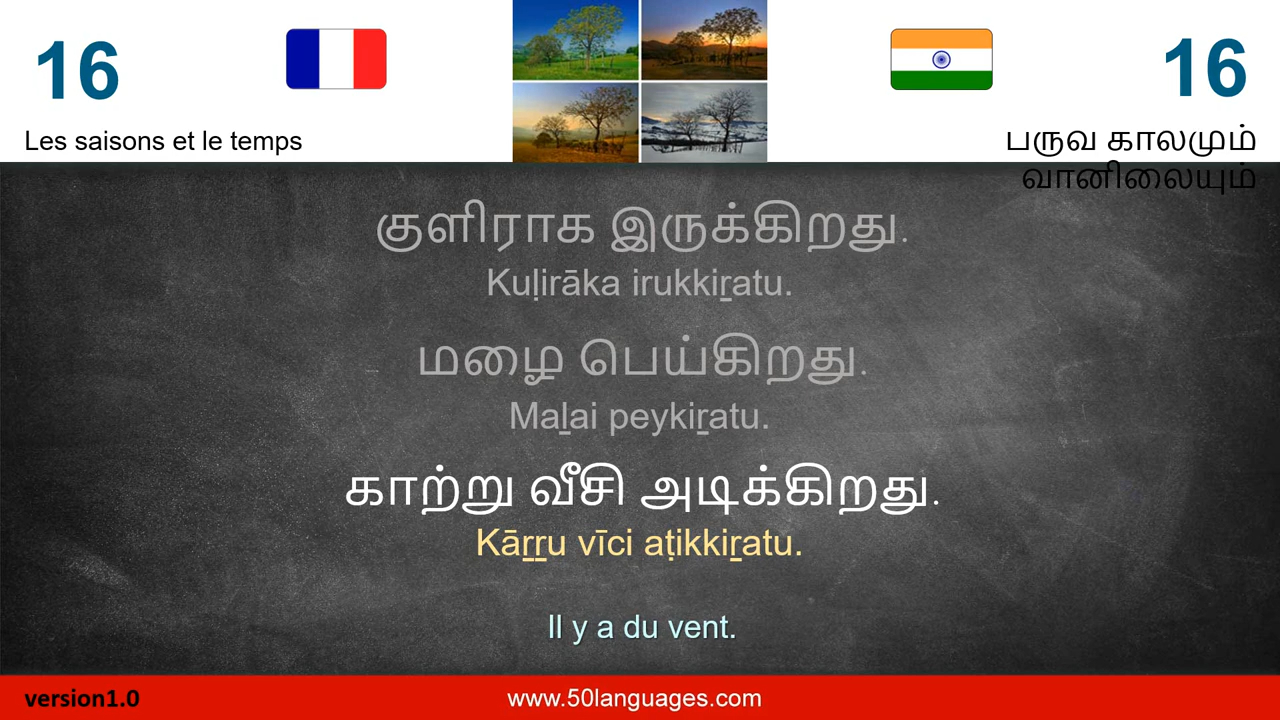 16
16
Les saisons et le temps
பருவ காலமும்
வானிலையும்
குளிராக இருக்கிறது.
Kuḷirāka irukkiṟatu.
மழை பெய்கிறது.
Maḻai peykiṟatu.
காற்று வீசி அடிக்கிறது.
Kāṟṟu vīci aṭikkiṟatu.
Il y a du vent.
version1.0
www.50languages.com